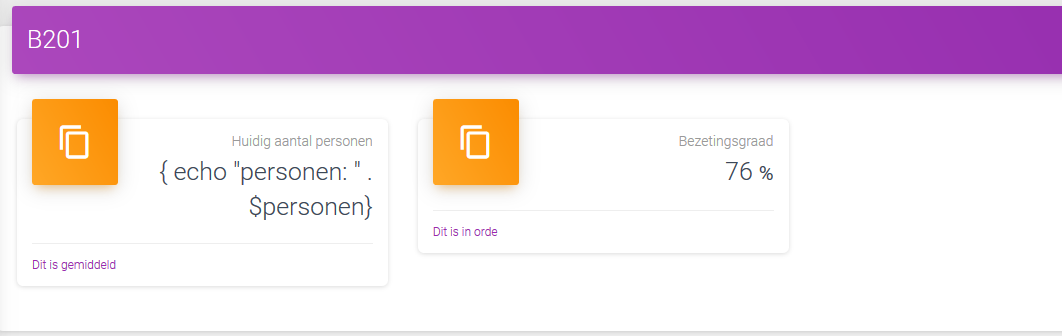 B201
Huidig aantal personen
{ echo "personen: " .
$personen}
Dit is gemiddeld
Bezetingsgraad
76 %
Dit is in orde